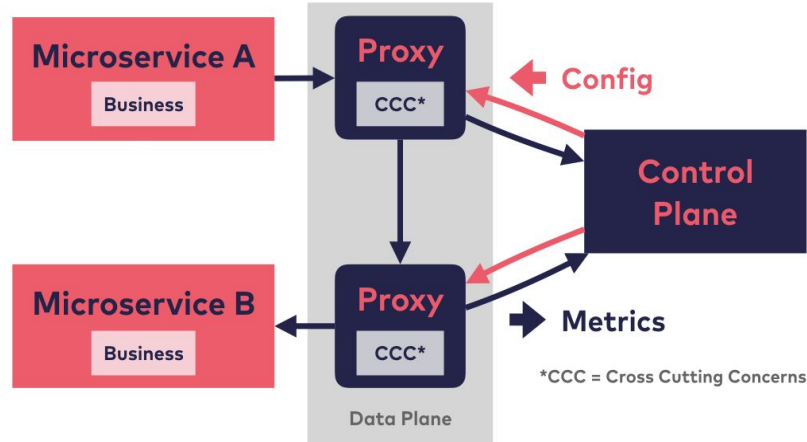 Microservice A
Business
Proxy
CCC*
Config
Control
Plane
Microservice B
Business
Proxy
CCC*
Metrics
*CCC = Cross Cutting Concerns
Data Plane